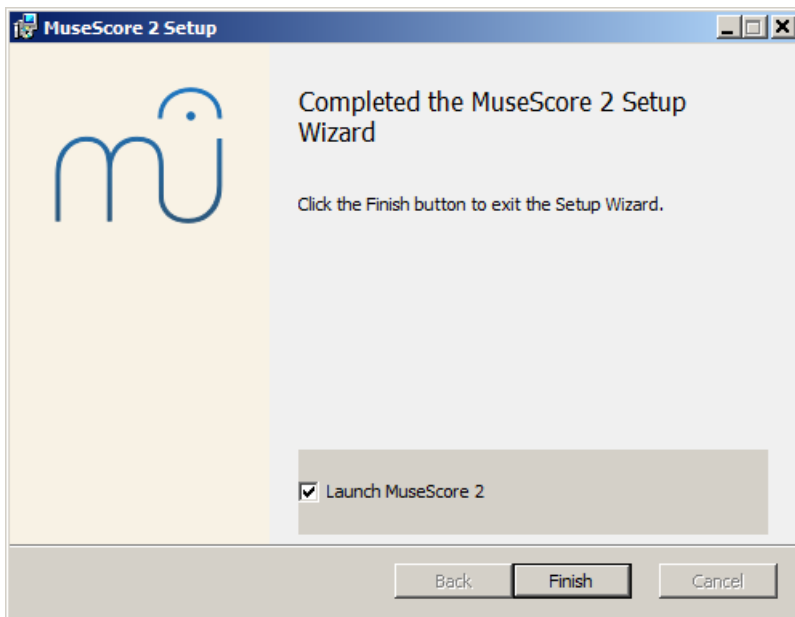 MuseScore 2 Setup
Completed the MuseScore 2 Setup
Wizard
Click the Finish button to exit the Setup Wizard.
Launch MuseScore 2
Back
Finish
Cancel